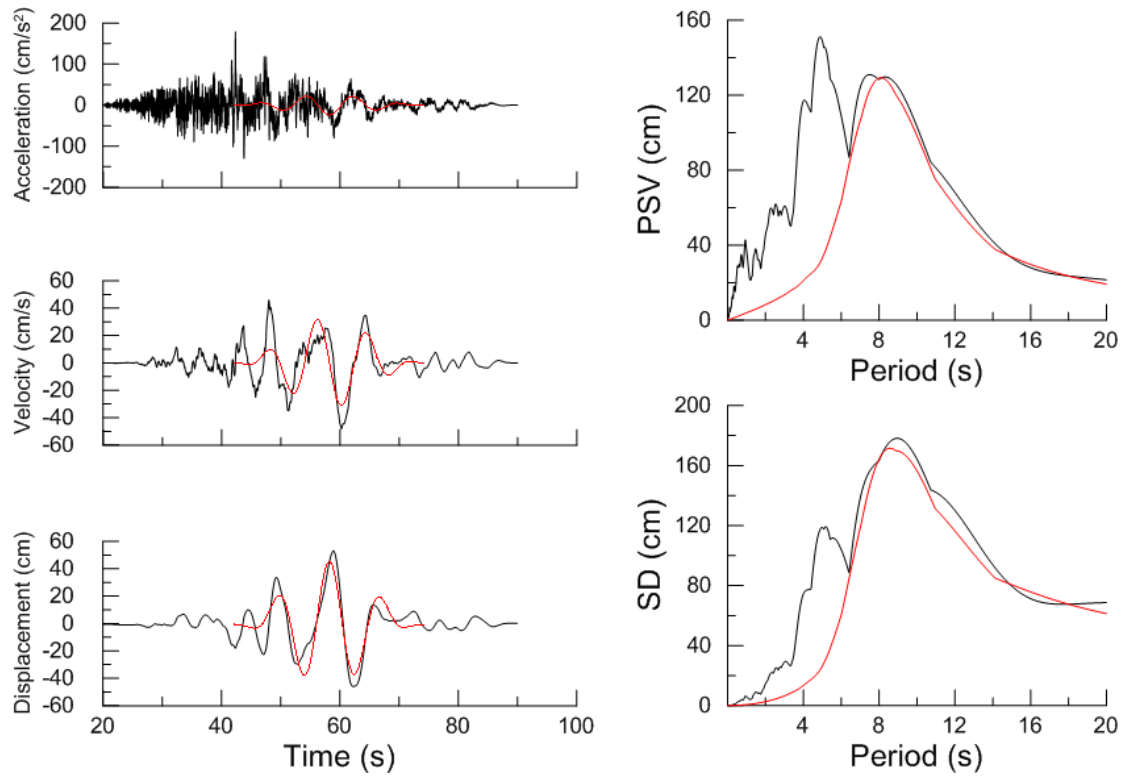 Acceleration (cm/s²)
200
100
0
-100
-200
Velocity (cm/s)
60
40
20
0
-20
-40
-60
Displacement (cm)
60
40
20
0
-20
-40
-60
20 40 60 80 100
Time (s)
PSV (cm)
160
120
80
40
0
4 8 12 16 20
Period (s)
SD (cm)
200
160
120
80
40
0
4 8 12 16 20
Period (s)